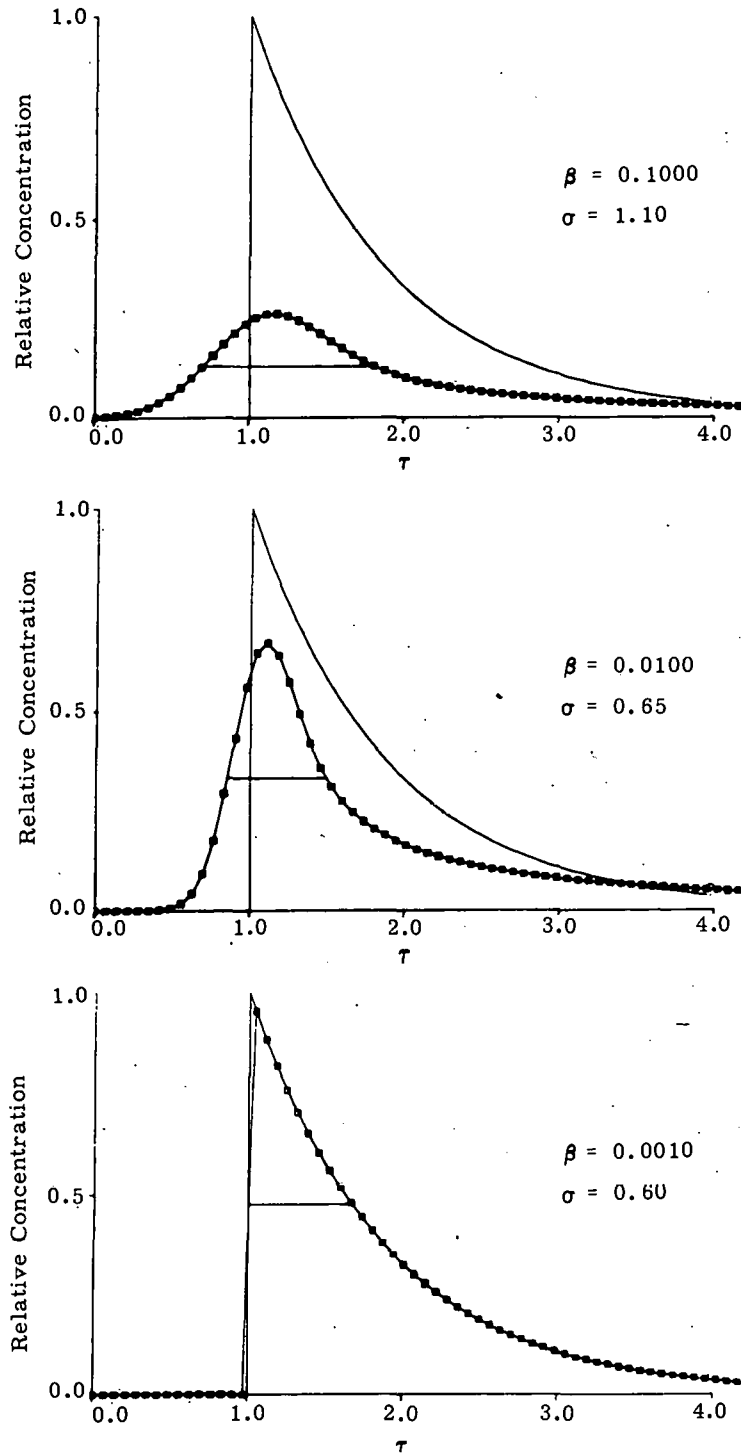 Relative Concentration
1.0
0.5
0.0
0.0 1.0 2.0 3.0 4.0
τ
β = 0.1000
σ = 1.10
Relative Concentration
1.0
0.5
0.0
0.0 1.0 2.0 3.0 4.0
τ
β = 0.0100
σ = 0.65
Relative Concentration
1.0
0.5
0.0
0.0 1.0 2.0 3.0 4.0
τ
β = 0.0010
σ = 0.60